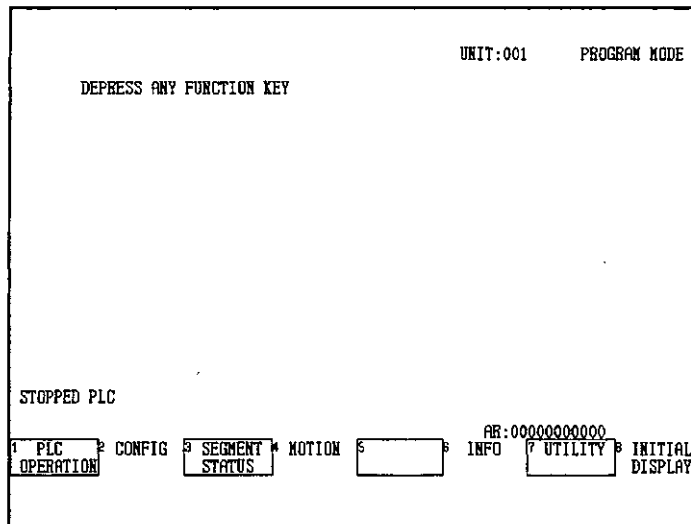 UNIT:001 PROGRAM MODE
DEPRESS ANY FUNCTION KEY
STOPPED PLC
AR:00000000000
1 PLC 2 CONFIG 3 SEGMENT 4 MOTION 5 6 INFO 7 UTILITY 8 INITIAL
OPERATION STATUS DISPLAY